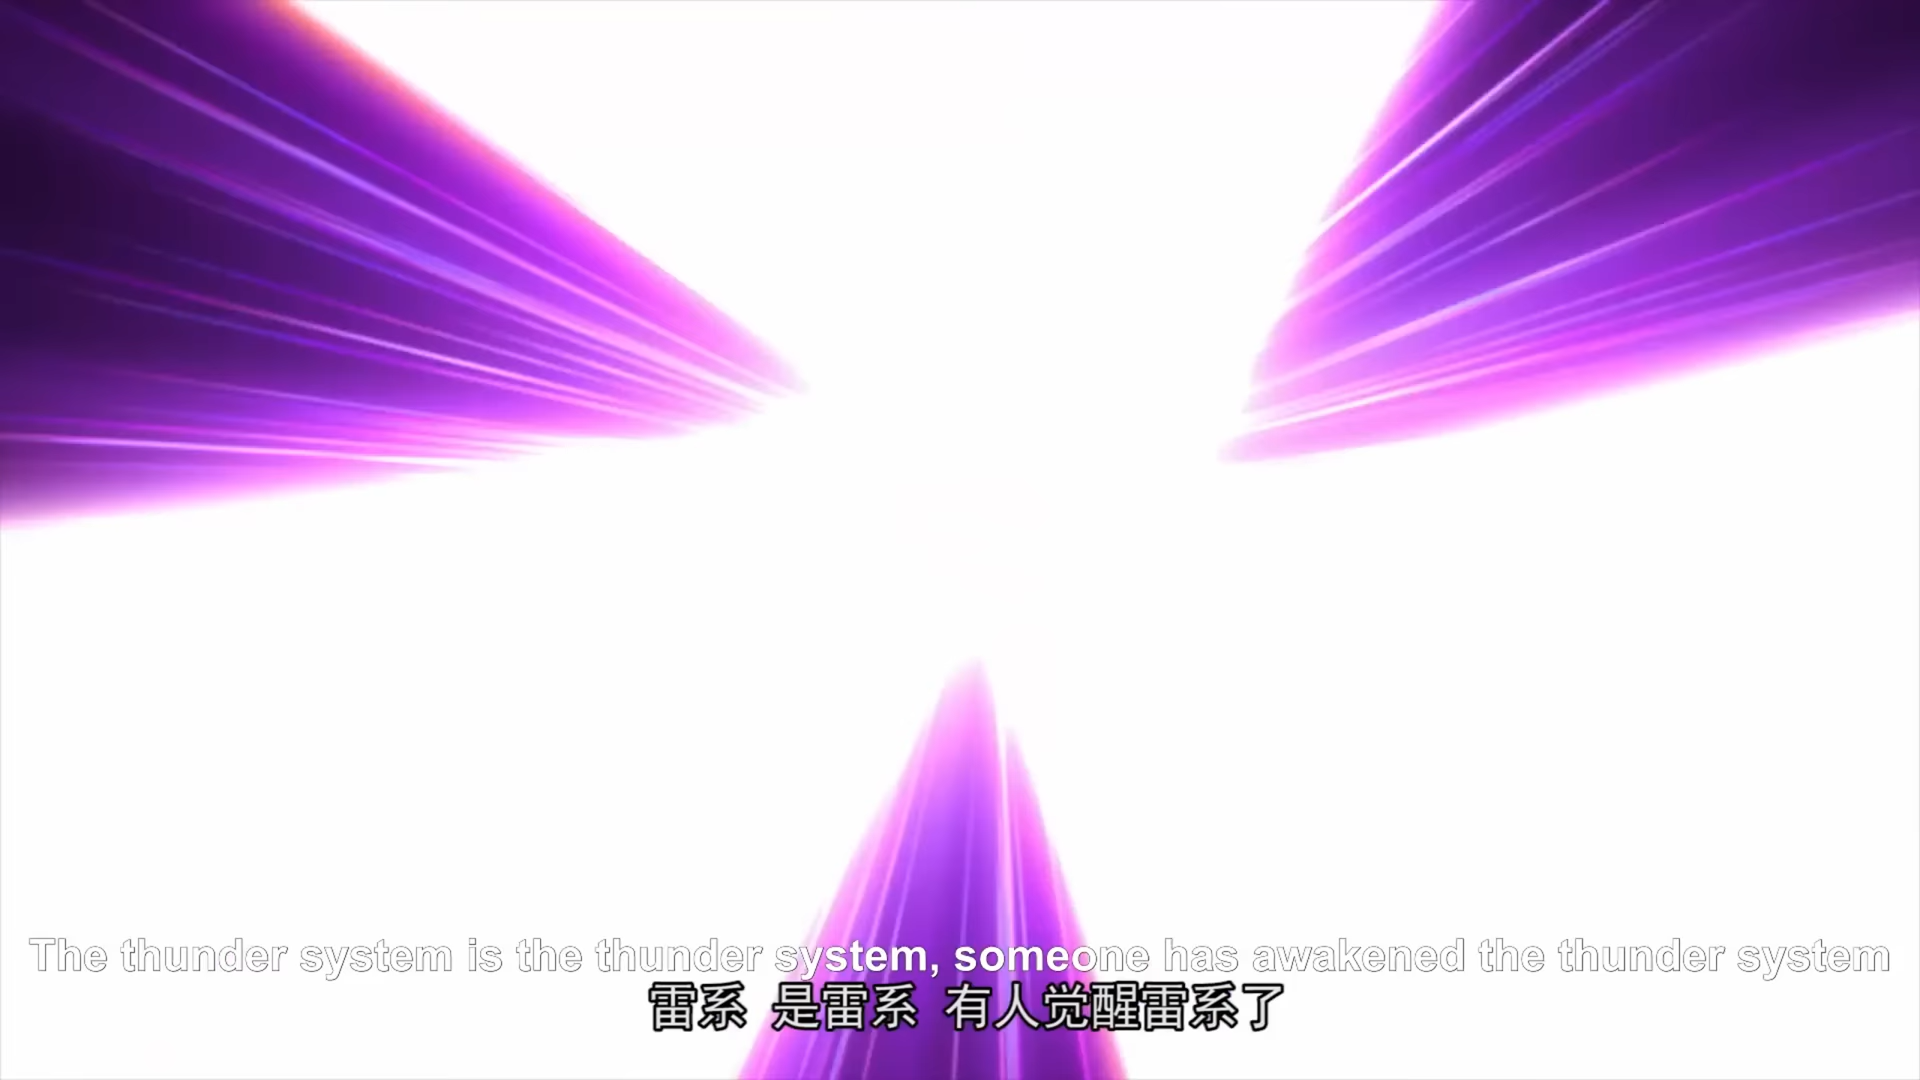 The thunder system is the thunder system, someone has awakened the thunder system
雷系 是雷系 有人觉醒雷系了